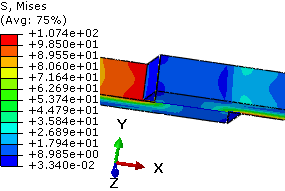 S, Mises
(Avg: 75%)
+1.074e+02
+9.850e+01
+8.955e+01
+8.060e+01
+7.164e+01
+6.269e+01
+5.374e+01
+4.479e+01
+3.584e+01
+2.689e+01
+1.794e+01
+8.985e+00
+3.340e-02
Y
X
Z